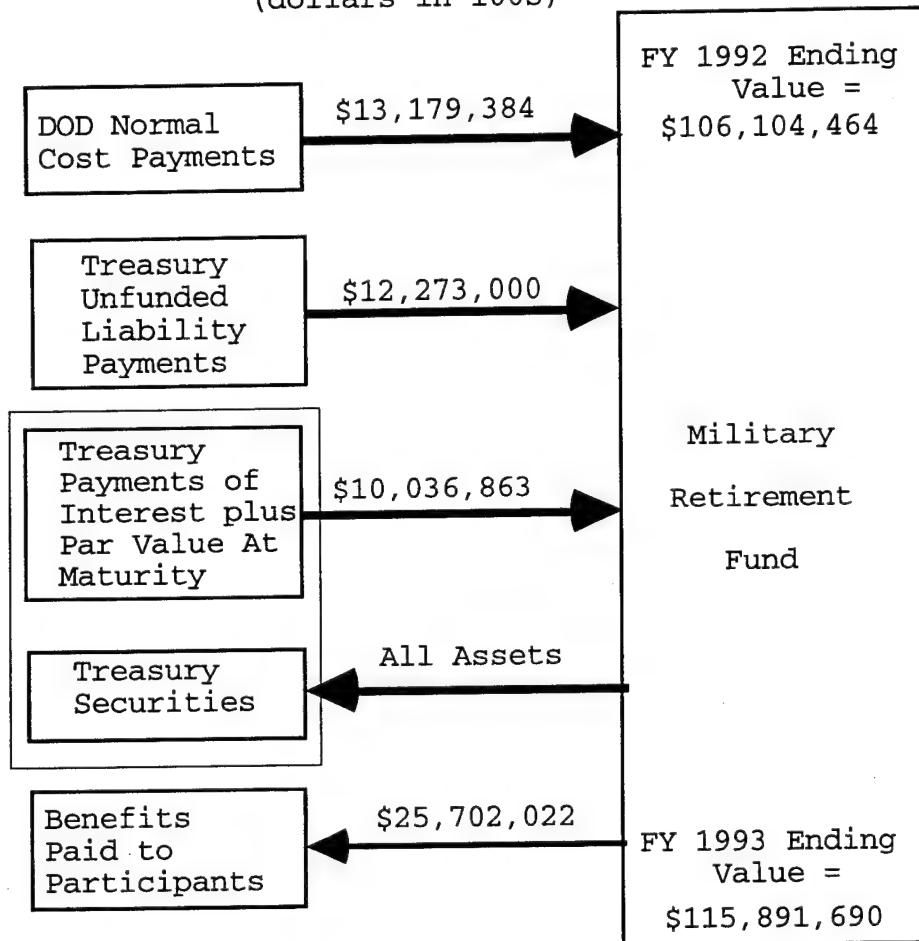 (dollars in 100s)
FY 1992 Ending
Value =
$106,104,464
DOD Normal
Cost Payments
$13,179,384
Treasury
Unfunded
Liability
Payments
$12,273,000
Treasury
Payments of
Interest plus
Par Value At
Maturity
$10,036,863
Military
Retirement
Fund
Treasury
Securities
All Assets
Benefits
Paid to
Participants
$25,702,022
FY 1993 Ending
Value =
$115,891,690